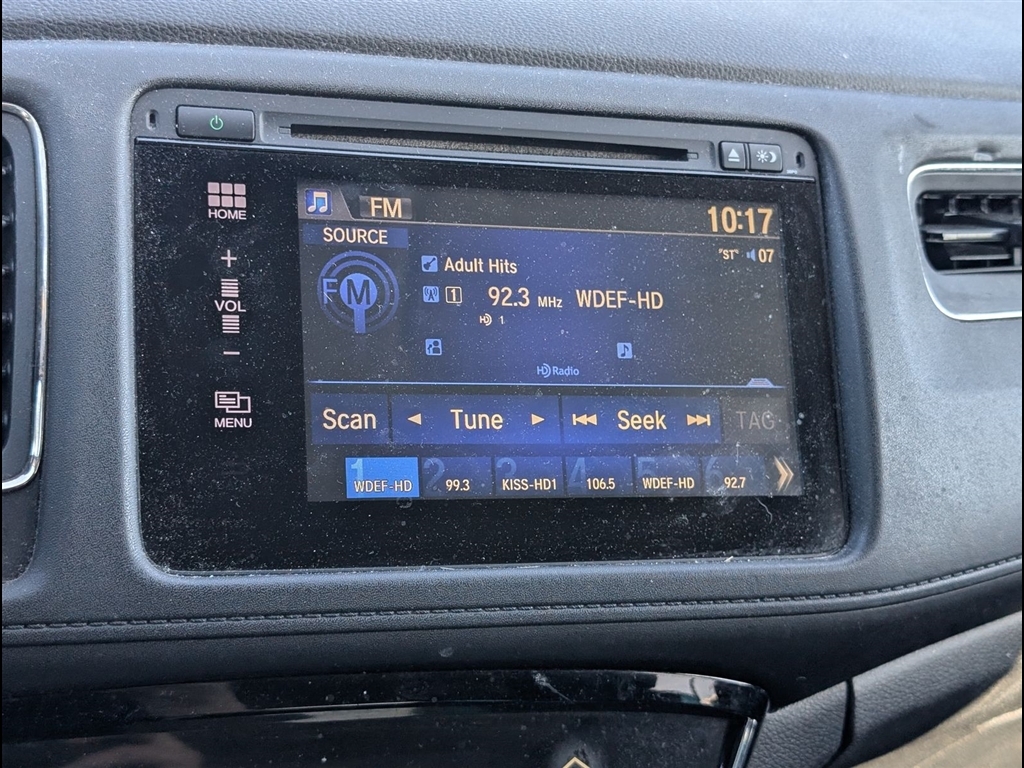 HOME
+
VOL
−
MENU
FM
10:17
SOURCE
"ST" 07
FM
Adult Hits
1 92.3 MHz WDEF-HD
HD 1
HD Radio
Scan Tune Seek TAG
1 2 3 4 5 6
WDEF-HD 99.3 KISS-HD1 106.5 WDEF-HD 92.7